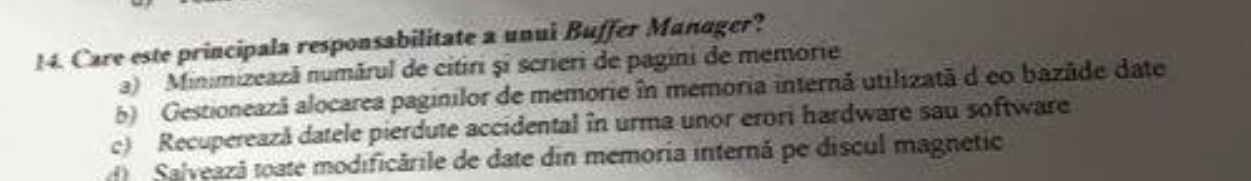 14. Care este principala responsabilitate a unui Buffer Manager?
a) Minimizează numărul de citiri și scrieri de pagini de memorie
b) Gestionează alocarea paginilor de memorie în memoria internă utilizată d eo bazăde date
c) Recuperează datele pierdute accidental în urma unor erori hardware sau software
d) Salvează toate modificările de date din memoria internă pe discul magnetic